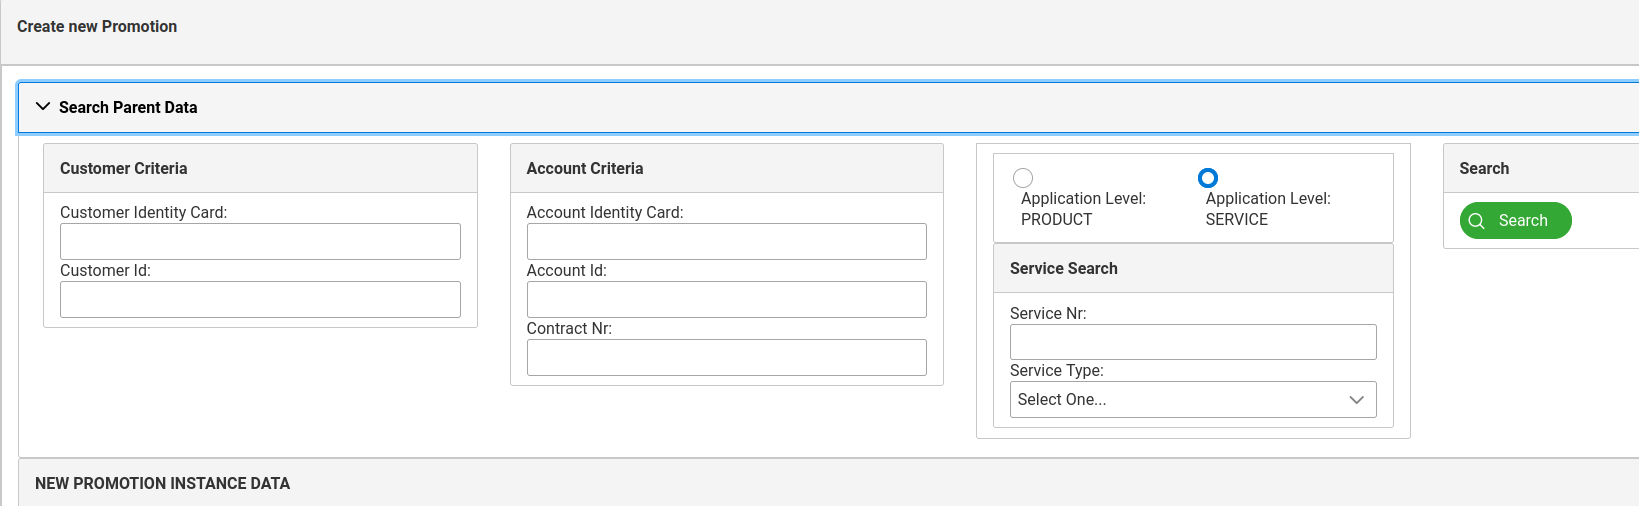 Create new Promotion
Search Parent Data
Customer Criteria
Customer Identity Card:
Customer Id:
Account Criteria
Account Identity Card:
Account Id:
Contract Nr:
Application Level:
PRODUCT
Application Level:
SERVICE
Service Search
Service Nr:
Service Type:
Select One...
Search
Search
NEW PROMOTION INSTANCE DATA